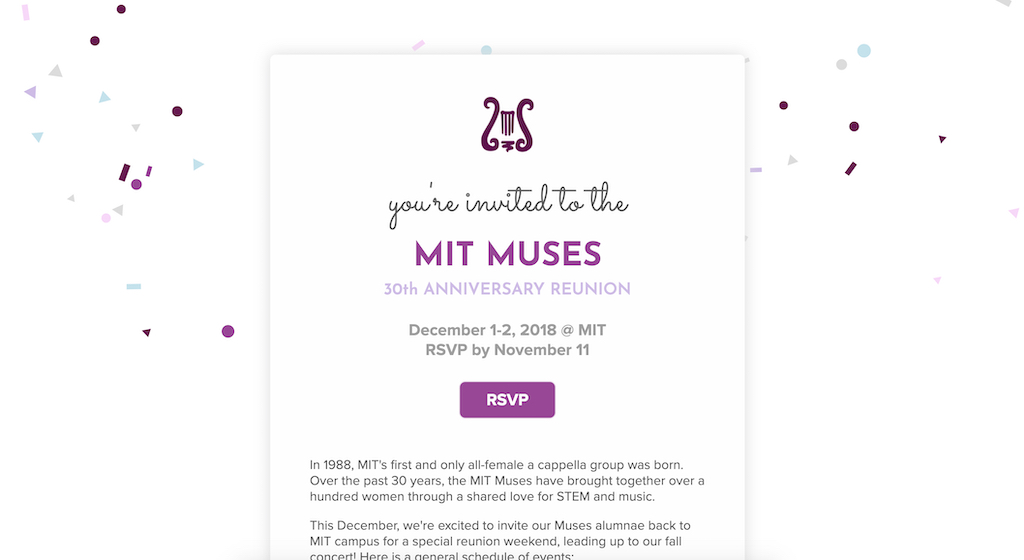 you're invited to the
MIT MUSES
30th ANNIVERSARY REUNION
December 1-2, 2018 @ MIT
RSVP by November 11
RSVP
In 1988, MIT's first and only all-female a cappella group was born.
Over the past 30 years, the MIT Muses have brought together over a
hundred women through a shared love for STEM and music.
This December, we're excited to invite our Muses alumnae back to
MIT campus for a special reunion weekend, leading up to our fall
concert! Here is a general schedule of events: